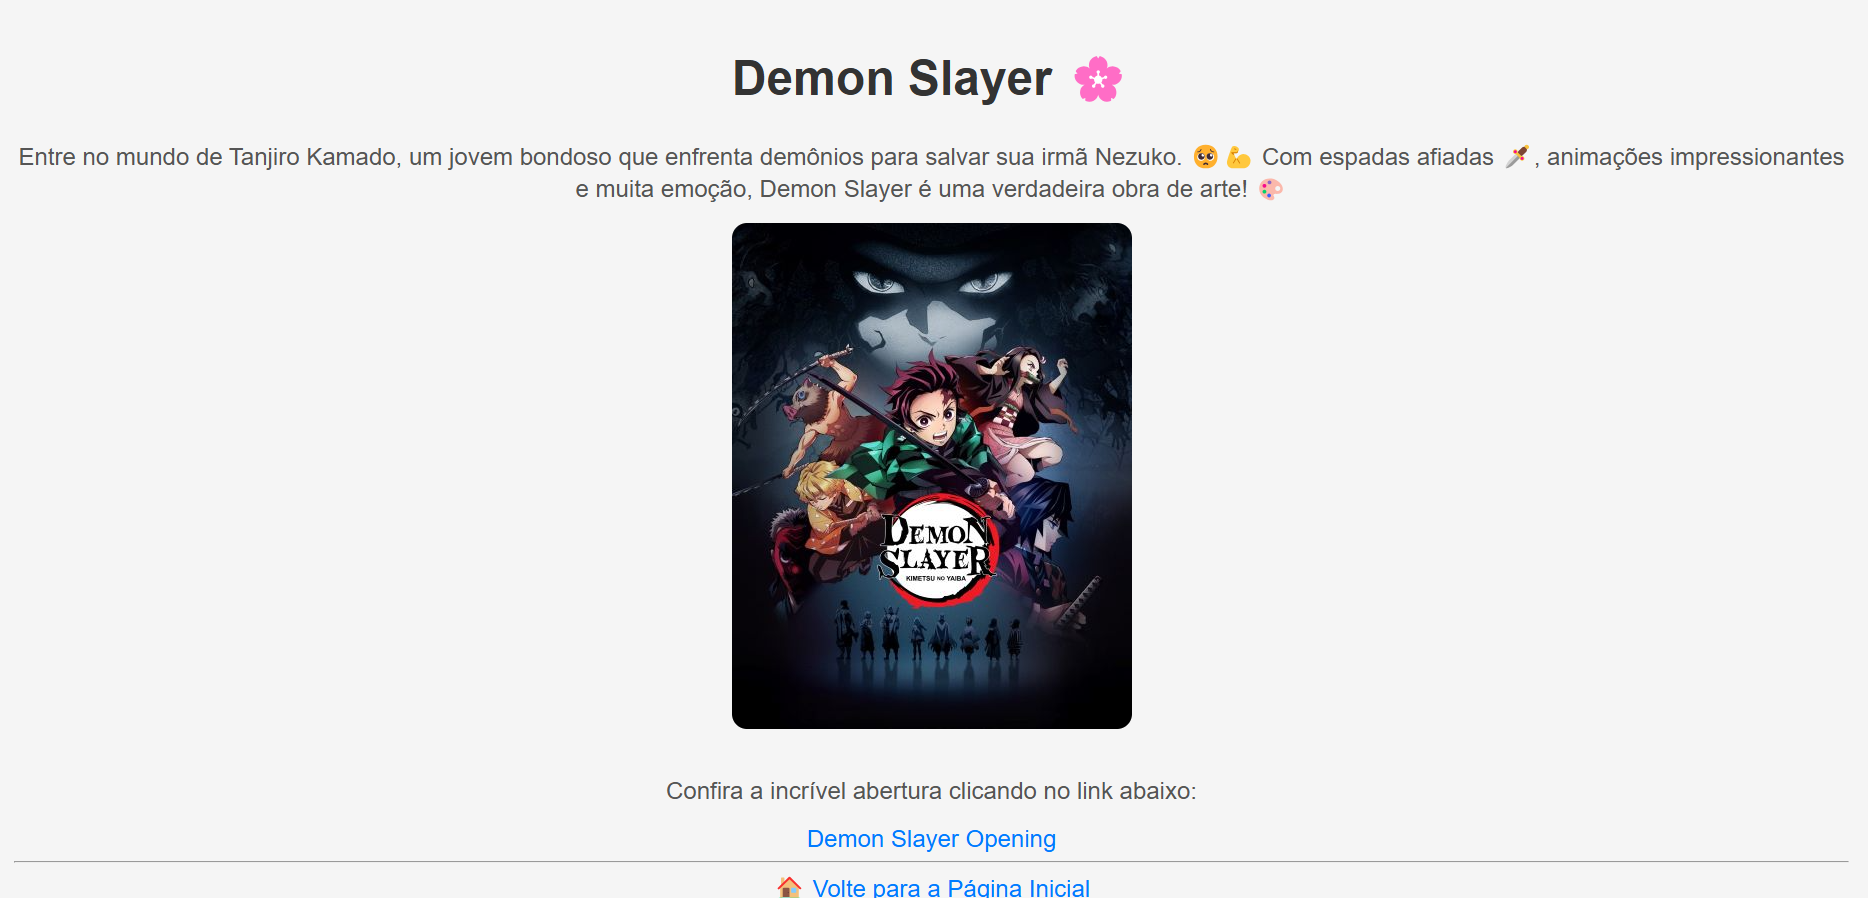 Demon Slayer 🌸
Entre no mundo de Tanjiro Kamado, um jovem bondoso que enfrenta demônios para salvar sua irmã Nezuko. 🥺💪 Com espadas afiadas 🗡️, animações impressionantes
e muita emoção, Demon Slayer é uma verdadeira obra de arte! 🎨
DEMON
SLAYER
KIMETSU NO YAIBA
Confira a incrível abertura clicando no link abaixo:
Demon Slayer Opening
🏠 Volte para a Página Inicial